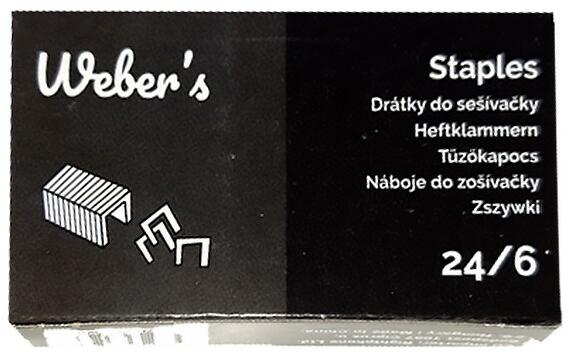 Weber's
Staples
Drátky do sešívačky
Heftklammern
Tűzőkapocs
Náboje do zošívačky
Zszywki
24/6